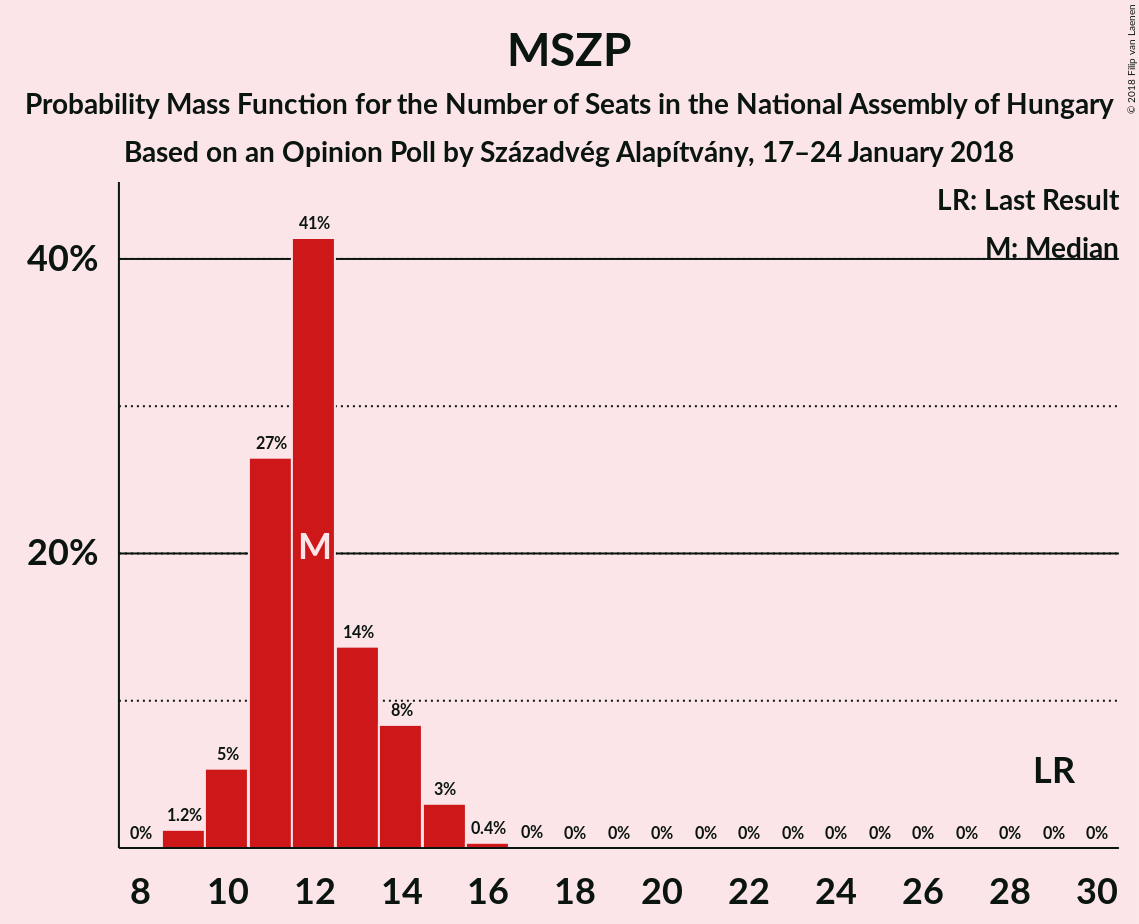 MSZP
Probability Mass Function for the Number of Seats in the National Assembly of Hungary
Based on an Opinion Poll by Századvég Alapítvány, 17–24 January 2018
© 2018 Filip van Laenen
LR: Last Result
M: Median
40%
20%
41%
27%
M
14%
8%
5%
3%
1.2%
0.4%
0%
0% 0% 0% 0% 0% 0% 0% 0% 0% 0% 0% 0% 0% 0%
LR
8 10 12 14 16 18 20 22 24 26 28 30